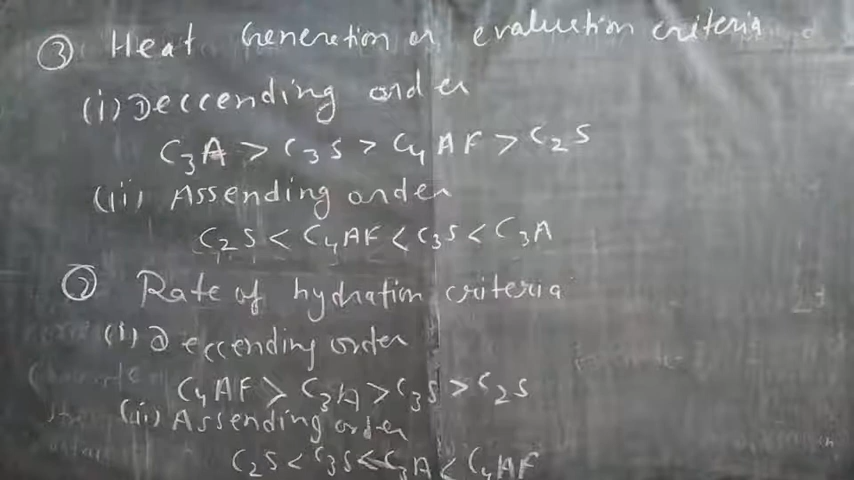 ③ Heat Generation or evaluation criteria
(i) Deccending order
C₃A > C₃S > C₄AF > C₂S
(ii) Assending order
C₂S < C₄AF < C₃S < C₃A
② Rate of hydration criteria
(i) Deccending order
C₄AF > C₃A > C₃S > C₂S
(ii) Assending order
C₂S < C₃S < C₃A < C₄AF